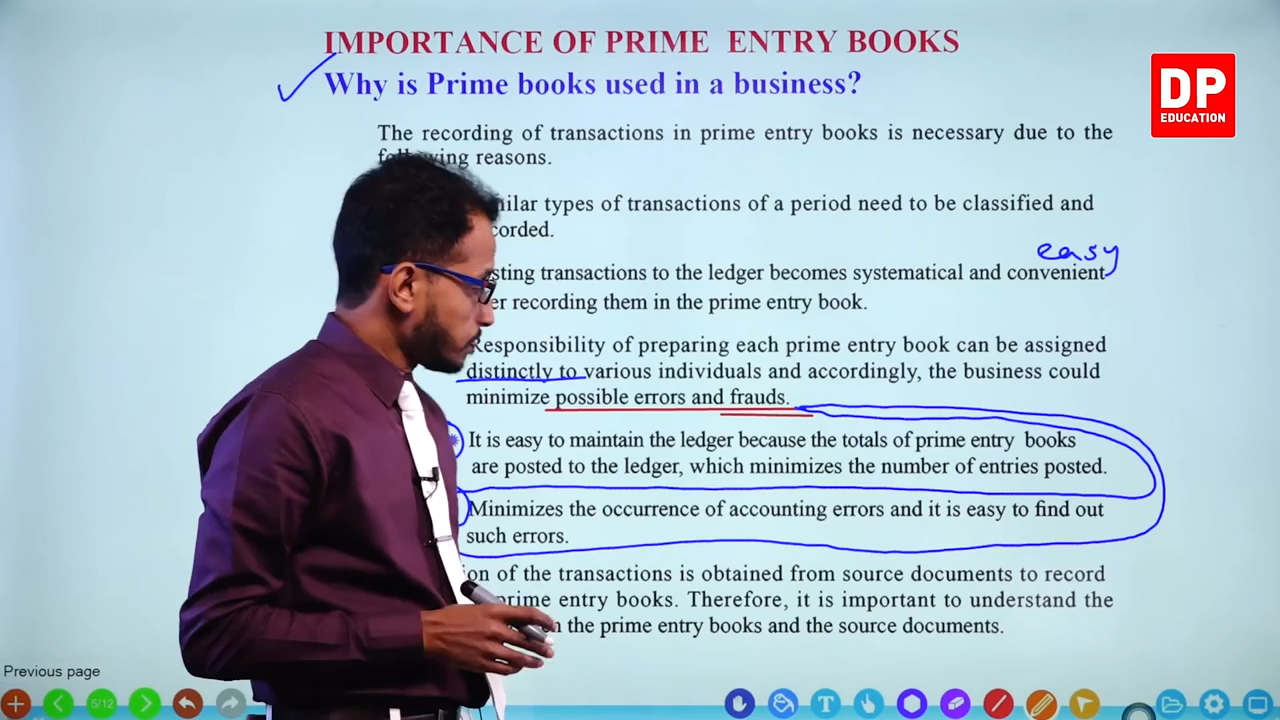 IMPORTANCE OF PRIME ENTRY BOOKS
Why is Prime books used in a business?
DP
EDUCATION
The recording of transactions in prime entry books is necessary due to the
reasons.
types of transactions of a period need to be classified and
easy
transactions to the ledger becomes systematical and convenient
recording them in the prime entry book.
Responsibility of preparing each prime entry book can be assigned
distinctly to various individuals and accordingly, the business could
minimize possible errors and frauds.
It is easy to maintain the ledger because the totals of prime entry books
are posted to the ledger, which minimizes the number of entries posted.
Minimizes the occurrence of accounting errors and it is easy to find out
such errors.
of the transactions is obtained from source documents to record
prime entry books. Therefore, it is important to understand the
the prime entry books and the source documents.
Previous page
5/12